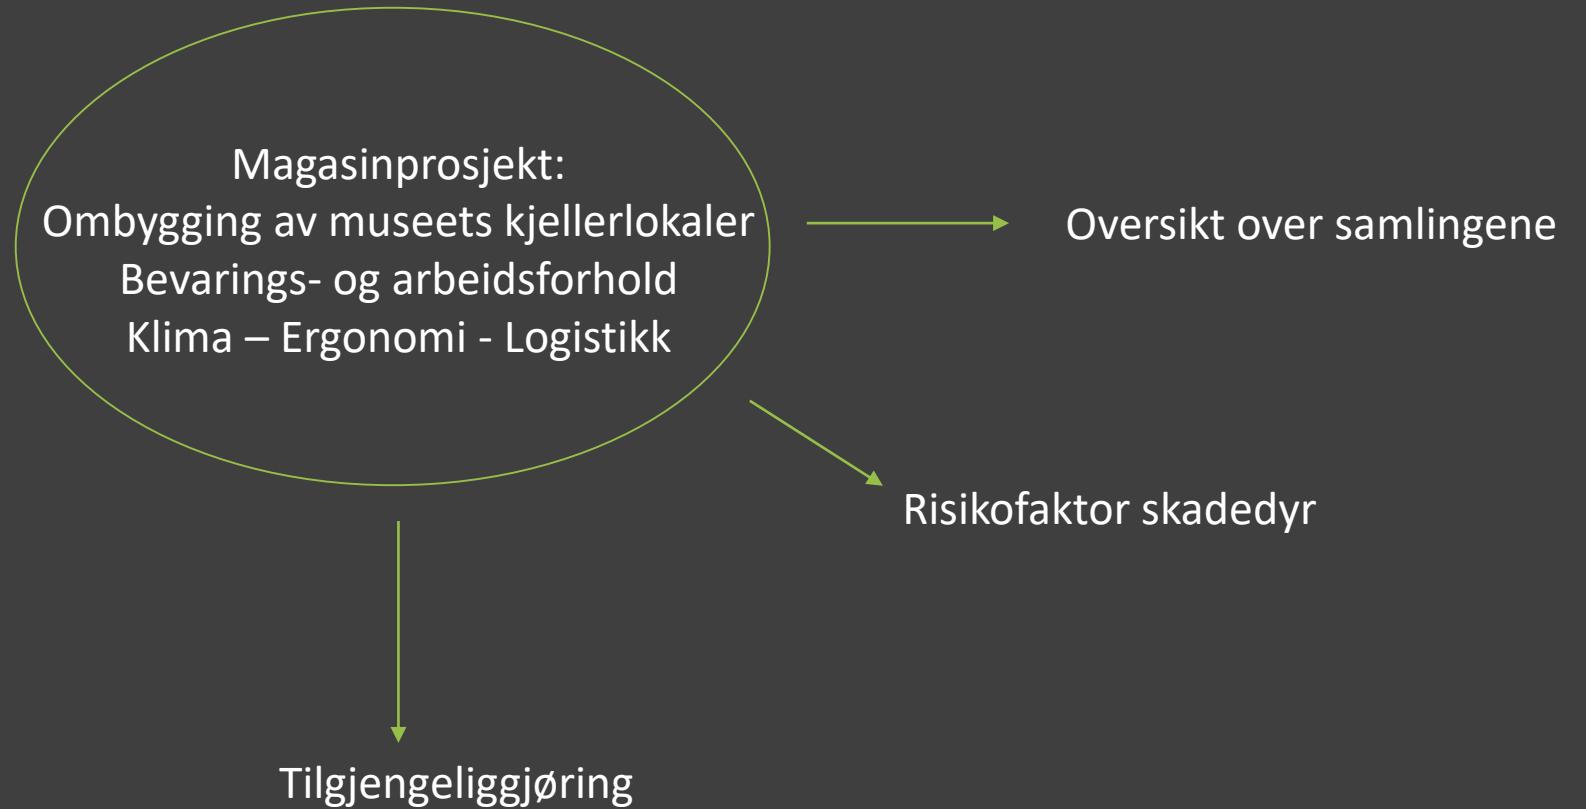 Magasinprosjekt:
Ombygging av museets kjellerlokaler
Bevarings- og arbeidsforhold
Klima – Ergonomi - Logistikk
Oversikt over samlingene
Risikofaktor skadedyr
Tilgjengeliggjøring